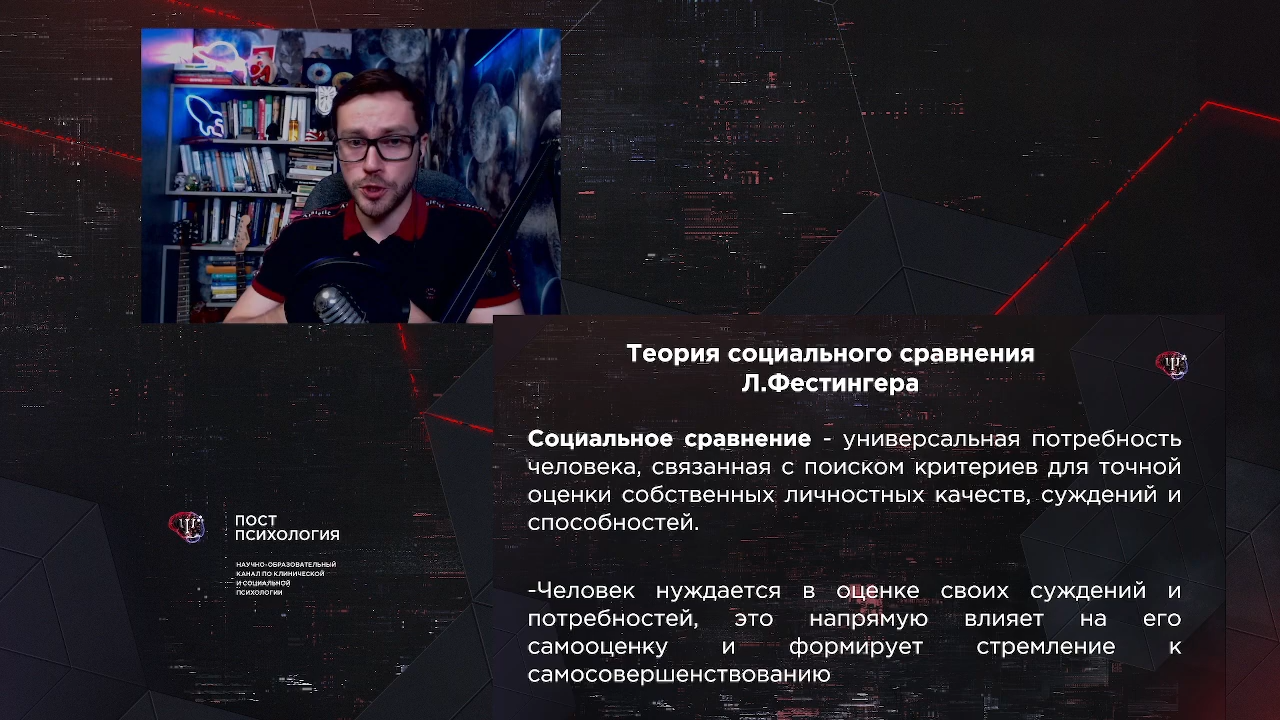 Теория социального сравнения
Л.Фестингера
Социальное сравнение - универсальная потребность
человека, связанная с поиском критериев для точной
оценки собственных личностных качеств, суждений и
способностей.
-Человек нуждается в оценке своих суждений и
потребностей, это напрямую влияет на его
самооценку и формирует стремление к
самосовершенствованию
ПОСТ
ПСИХОЛОГИЯ
НАУЧНО-ОБРАЗОВАТЕЛЬНЫЙ
КАНАЛ ПО КЛИНИЧЕСКОЙ
И СОЦИАЛЬНОЙ
ПСИХОЛОГИИ